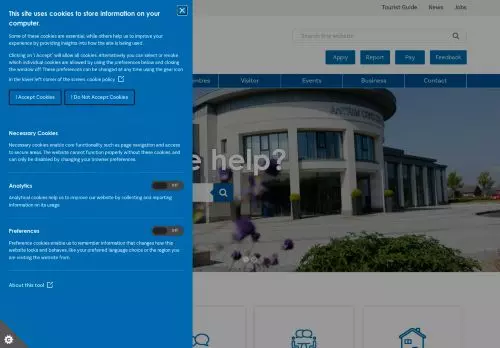 This site uses cookies to store information on your
computer.
Some of these cookies are essential, while others help us to improve your
experience by providing insights into how the site is being used.
Clicking on 'I Accept' will allow all cookies. Alternatively you can select or revoke
which individual cookies are allowed by using the preferences below and closing
the window off. These preferences can be changed at any time using the gear icon
in the lower left corner of the screen. cookie policy
I Accept Cookies
I Do Not Accept Cookies
Necessary Cookies
Necessary cookies enable core functionality such as page navigation and access
to secure areas. The website cannot function properly without these cookies, and
can only be disabled by changing your browser preferences.
Analytics
Off
Analytical cookies help us to improve our website by collecting and reporting
information on its usage.
Preferences
Off
Preference cookies enable us to remember information that changes how this
website looks and behaves, like your preferred language choice or the region you
are visiting the website from.
About this tool
Tourist Guide
News
Jobs
Search this website
Apply
Report
Pay
Feedback
Visitor
Events
Business
Contact
help?